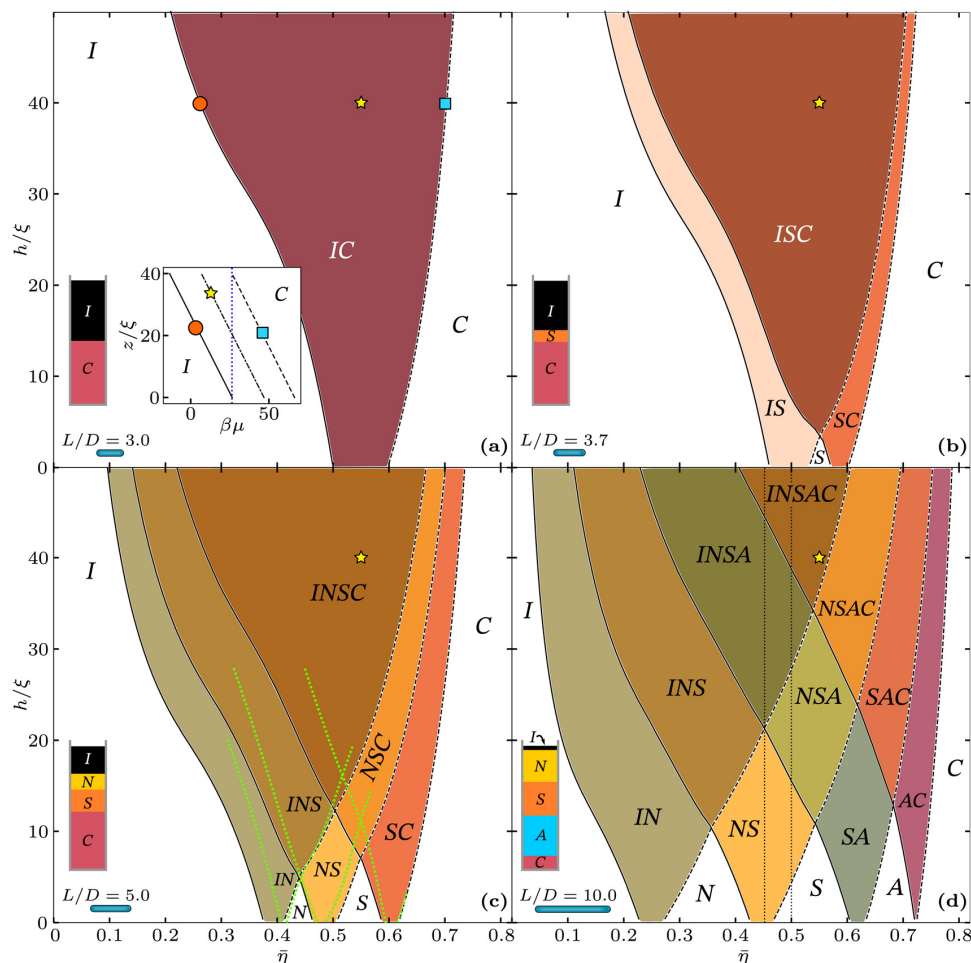 I
IC
C
40
30
20
10
0
h/ξ
I
C
40
20
0
z/ξ
I
C
0
50
βμ
L/D = 3.0
(a)
I
IS
ISC
SC
S
C
I
S
C
L/D = 3.7
(b)
I
IN
INS
INSC
N
NS
NSC
S
SC
C
40
30
20
10
0
h/ξ
I
N
S
C
L/D = 5.0
(c)
0.0
0.1
0.2
0.3
0.4
0.5
0.6
0.7
0.8
η̄
I
IN
INS
INSA
INSAC
N
NS
NSA
NSAC
S
SA
SAC
A
AC
C
I
N
S
A
C
L/D = 10.0
(d)
0.1
0.2
0.3
0.4
0.5
0.6
0.7
0.8
η̄